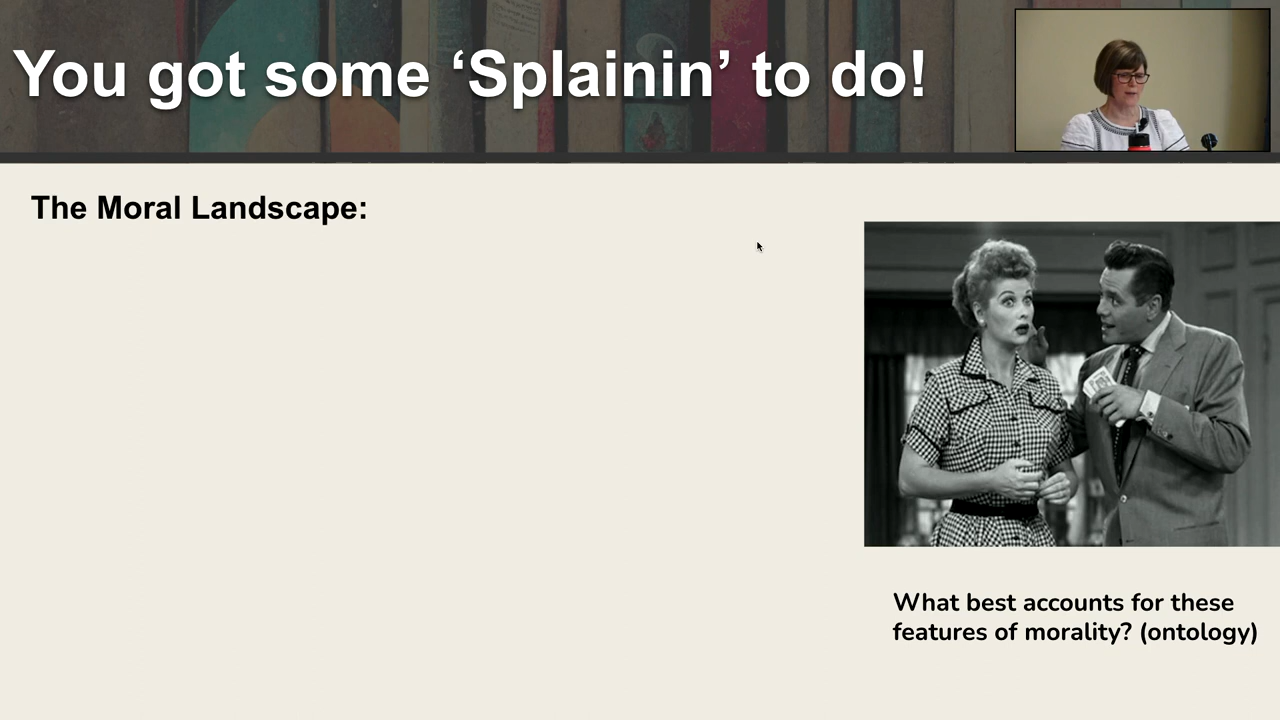 You got some ‘Splainin’ to do!
The Moral Landscape:
What best accounts for these
features of morality? (ontology)